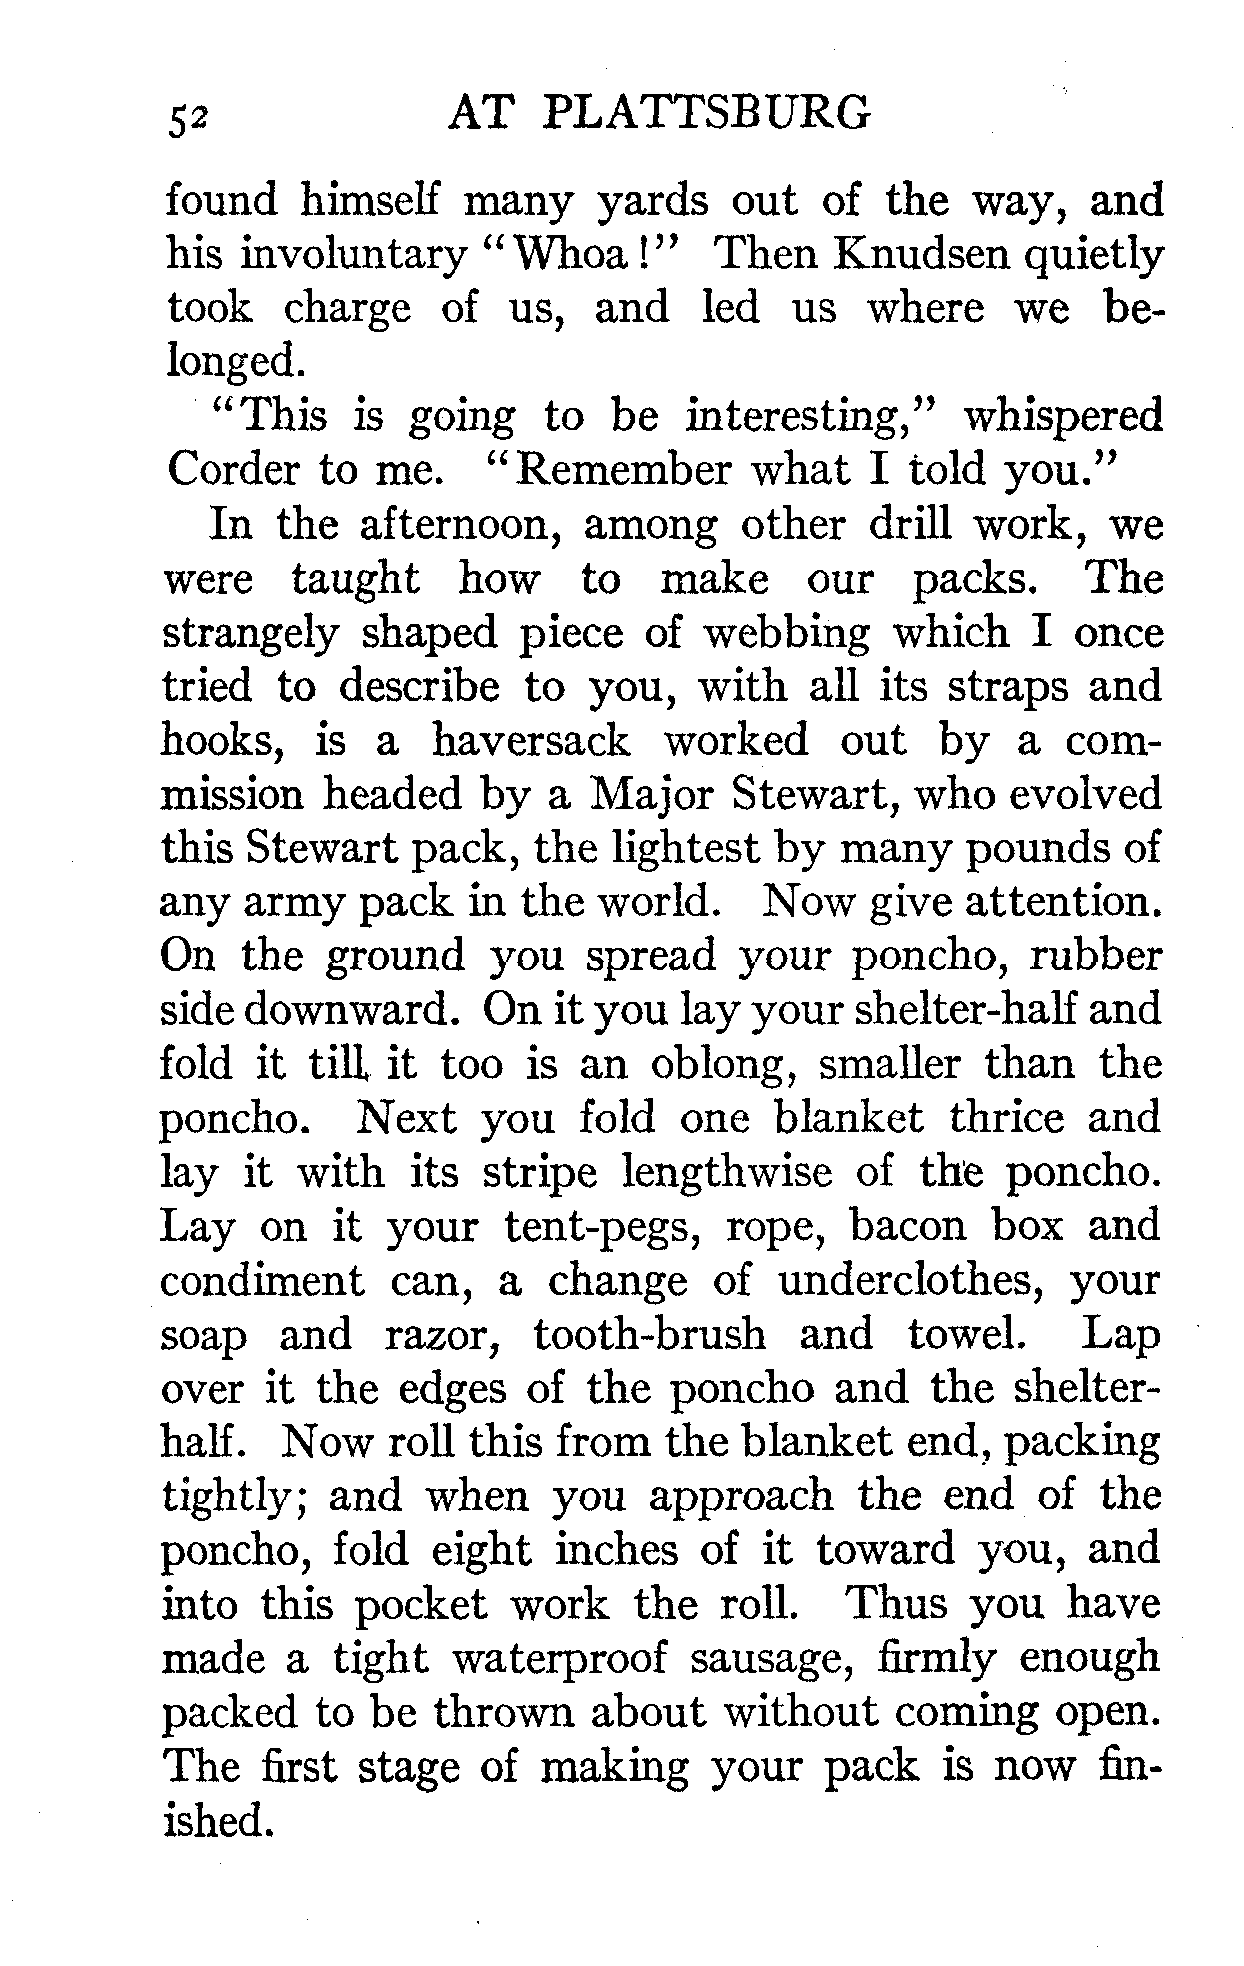 52 AT PLATTSBURG
found himself many yards out of the way, and
his involuntary "Whoa!" Then Knudsen quietly
took charge of us, and led us where we be-
longed.
"This is going to be interesting," whispered
Corder to me. "Remember what I told you."
In the afternoon, among other drill work, we
were taught how to make our packs. The
strangely shaped piece of webbing which I once
tried to describe to you, with all its straps and
hooks, is a haversack worked out by a com-
mission headed by a Major Stewart, who evolved
this Stewart pack, the lightest by many pounds of
any army pack in the world. Now give attention.
On the ground you spread your poncho, rubber
side downward. On it you lay your shelter-half and
fold it till it too is an oblong, smaller than the
poncho. Next you fold one blanket thrice and
lay it with its stripe lengthwise of the poncho.
Lay on it your tent-pegs, rope, bacon box and
condiment can, a change of underclothes, your
soap and razor, tooth-brush and towel. Lap
over it the edges of the poncho and the shelter-
half. Now roll this from the blanket end, packing
tightly; and when you approach the end of the
poncho, fold eight inches of it toward you, and
into this pocket work the roll. Thus you have
made a tight waterproof sausage, firmly enough
packed to be thrown about without coming open.
The first stage of making your pack is now fin-
ished.